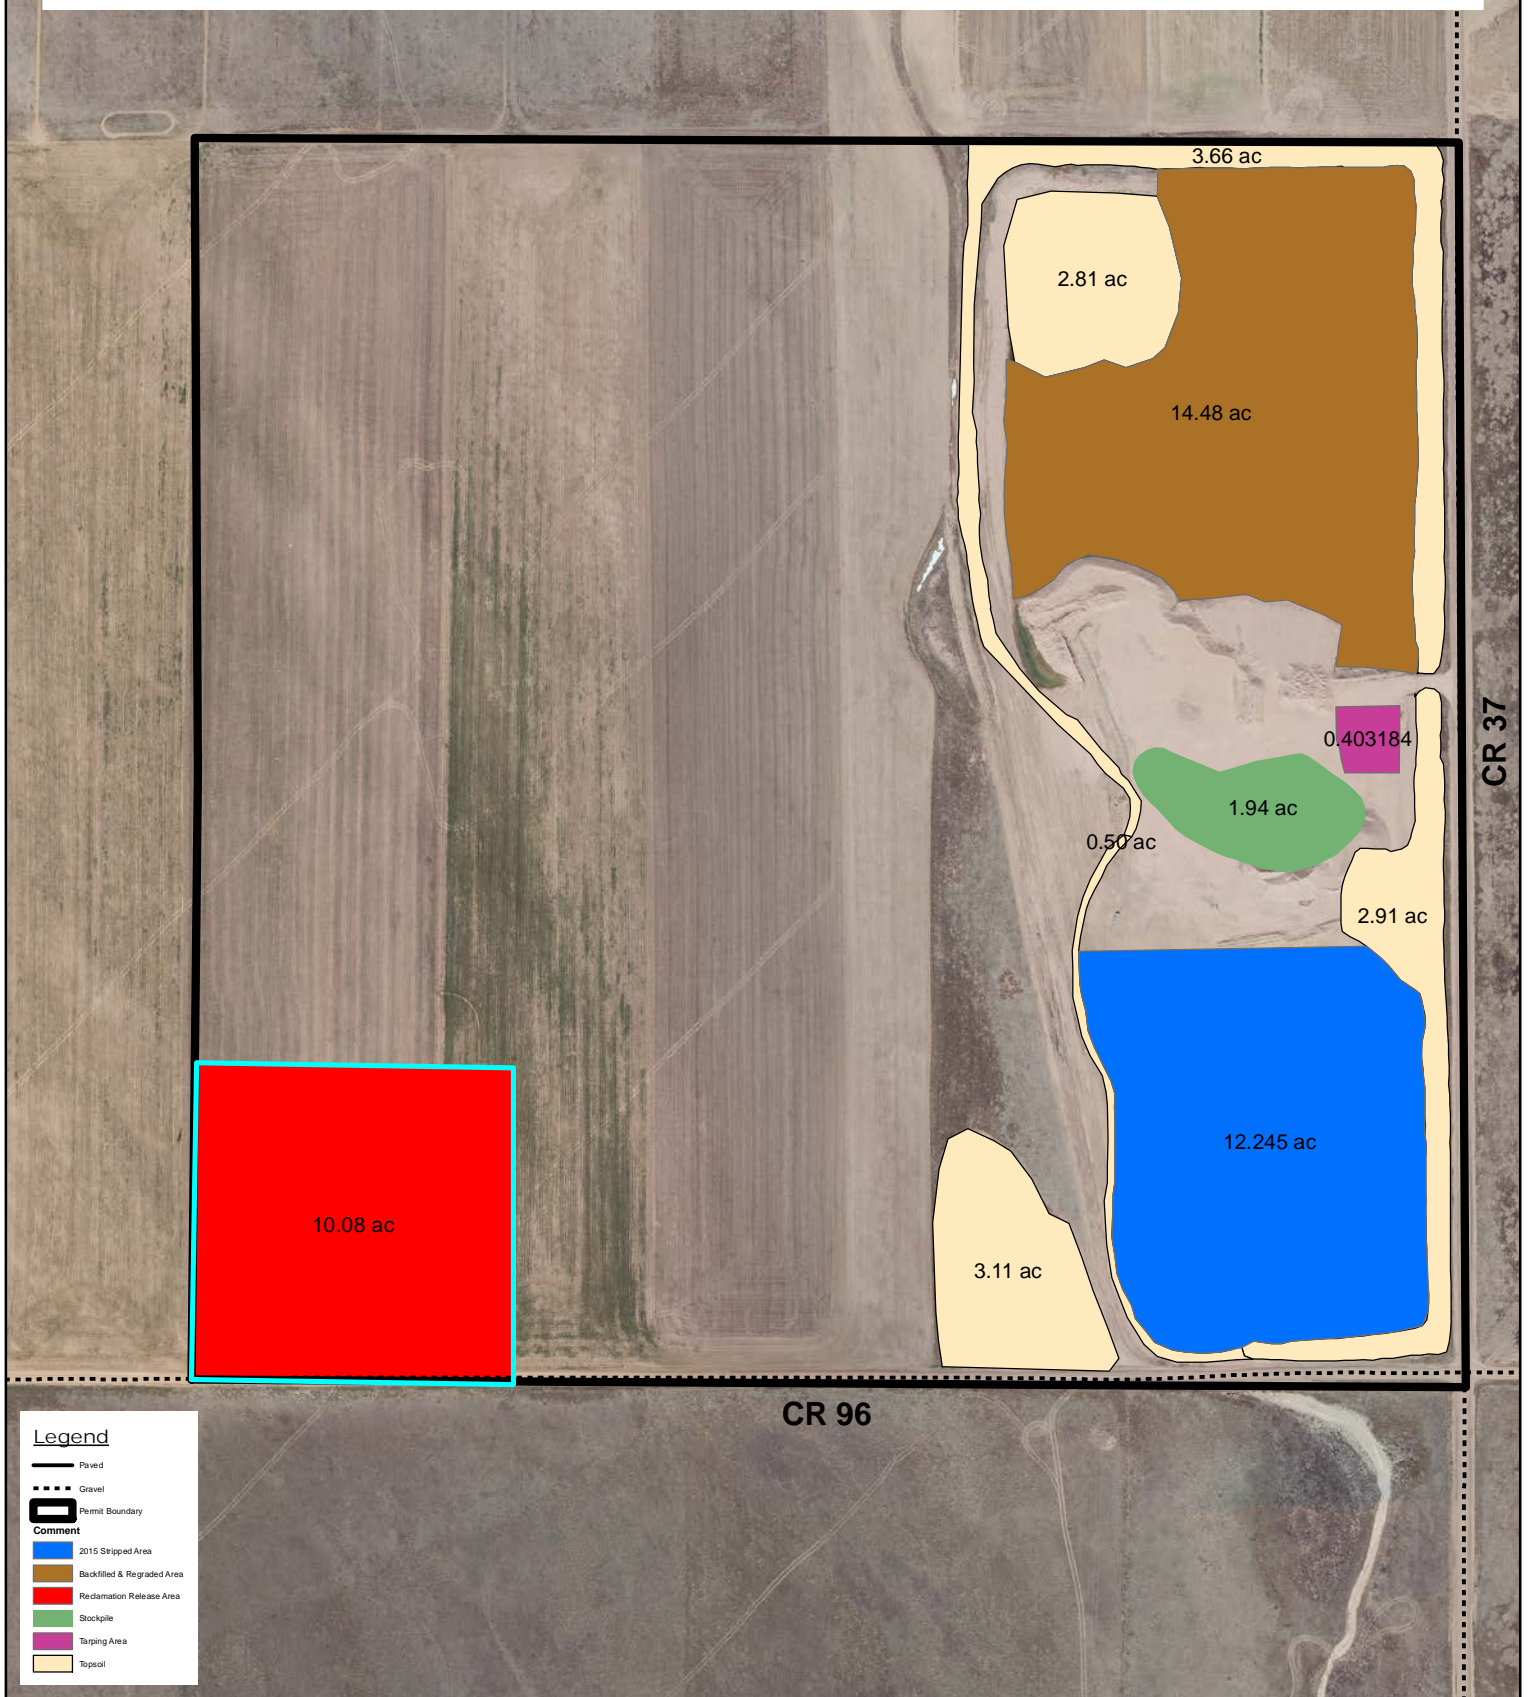 3.66 ac
2.81 ac
14.48 ac
CR 37
0.403184
1.94 ac
0.50 ac
2.91 ac
12.245 ac
10.08 ac
3.11 ac
CR 96
Legend
Paved
Gravel
Permit Boundary
Comment
2015 Stripped Area
Backfilled & Regraded Area
Reclamation Release Area
Stockpile
Tarping Area
Topsoil